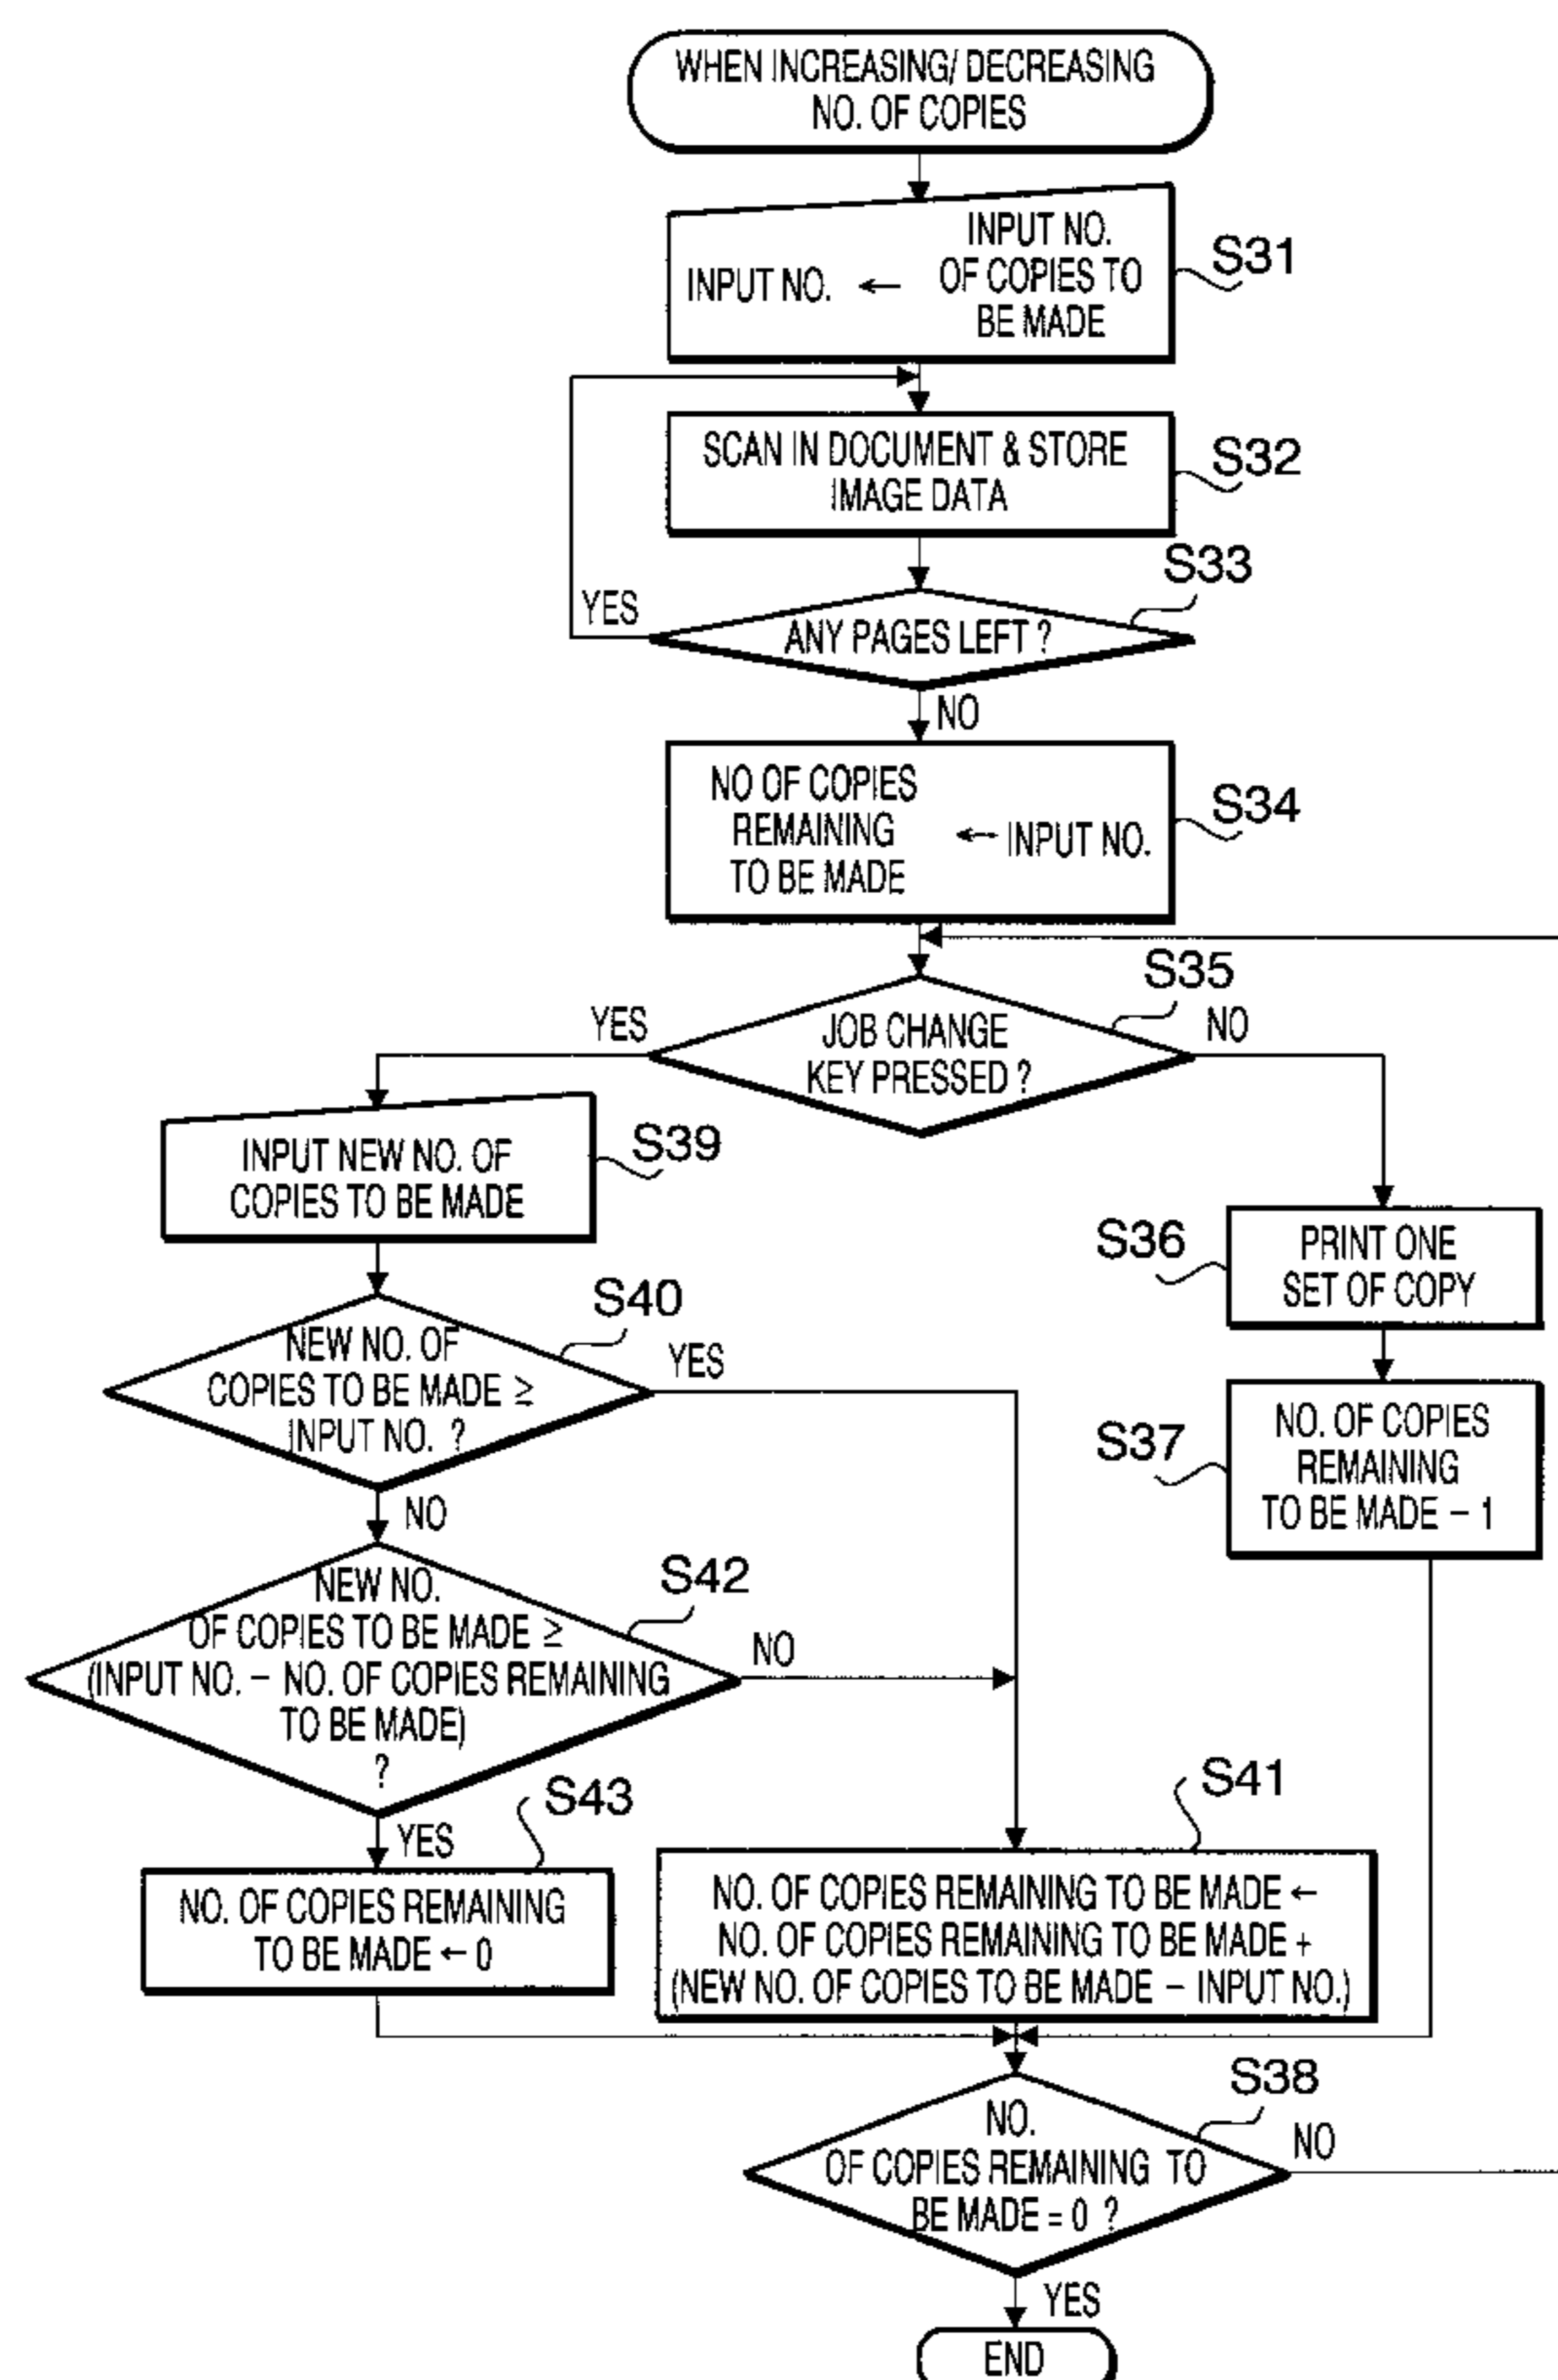 WHEN INCREASING/ DECREASING
NO. OF COPIES
INPUT NO. ←
INPUT NO.
OF COPIES TO
BE MADE
S31
SCAN IN DOCUMENT & STORE
IMAGE DATA
S32
S33
YES
ANY PAGES LEFT ?
NO
NO OF COPIES
REMAINING
TO BE MADE
← INPUT NO.
S34
S35
YES
JOB CHANGE
KEY PRESSED ?
NO
INPUT NEW NO. OF
COPIES TO BE MADE
S39
S36
PRINT ONE
SET OF COPY
S40
NEW NO. OF
COPIES TO BE MADE ≥
INPUT NO. ?
YES
NO
S37
NO. OF COPIES
REMAINING
TO BE MADE − 1
S42
NEW NO.
OF COPIES TO BE MADE ≥
(INPUT NO. − NO. OF COPIES REMAINING
TO BE MADE)
?
NO
YES
S43
NO. OF COPIES REMAINING
TO BE MADE ← 0
S41
NO. OF COPIES REMAINING TO BE MADE ←
NO. OF COPIES REMAINING TO BE MADE +
(NEW NO. OF COPIES TO BE MADE − INPUT NO.)
S38
NO.
OF COPIES REMAINING TO
BE MADE = 0 ?
NO
YES
END